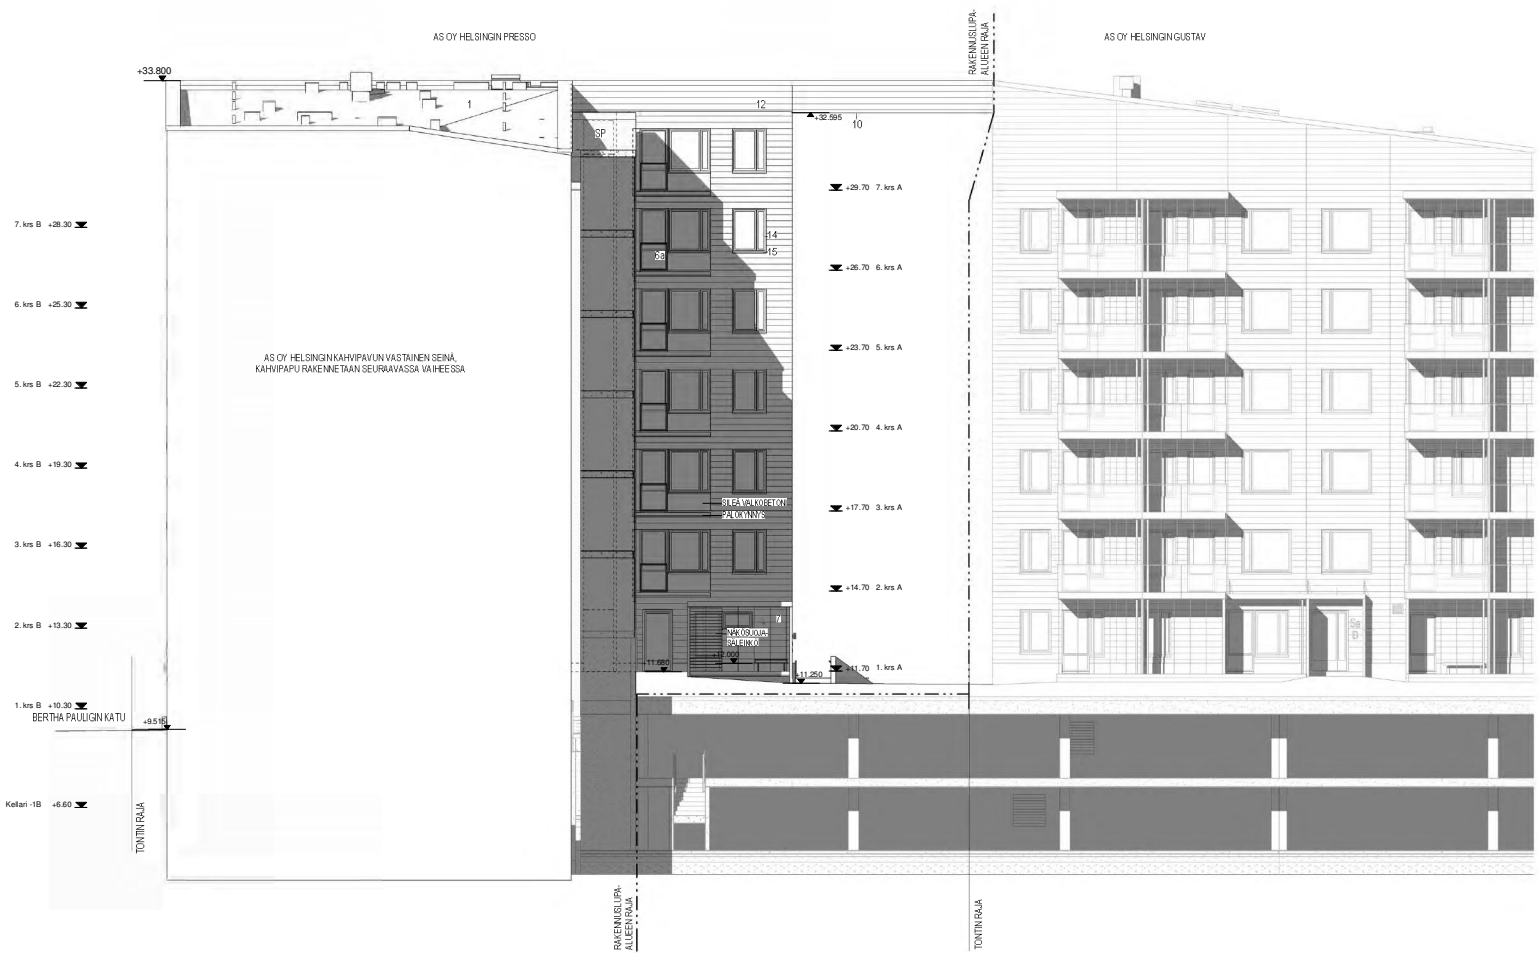 AS OY HELSINGIN PRESSO
RAKENNUSLUPA-
ALUEEN RAJA
AS OY HELSINGIN GUSTAV
+33.800
1
12
+32.595
10
SP
+29.70 7. krs A
7. krs B +28.30
14
15
6a
+26.70 6. krs A
6. krs B +25.30
+23.70 5. krs A
AS OY HELSINGIN KAHVIPAVUN VASTAINEN SEINÄ,
KAHVIPAPU RAKENNETAAN SEURAAVASSA VAIHEESSA
5. krs B +22.30
+20.70 4. krs A
4. krs B +19.30
SILEÄ VALKOBETONI
PALOKYNNYS
+17.70 3. krs A
3. krs B +16.30
+14.70 2. krs A
2. krs B +13.30
7
5a
D
NÄKÖSUOJA-
SÄLEIKKÖ
+12.000
+11.680
+11.70 1. krs A
+11.250
1. krs B +10.30
BERTHA PAULIGIN KATU
+9.515
Kellari -1B +6.60
TONTIN RAJA
RAKENNUSLUPA-
ALUEEN RAJA
TONTIN RAJA